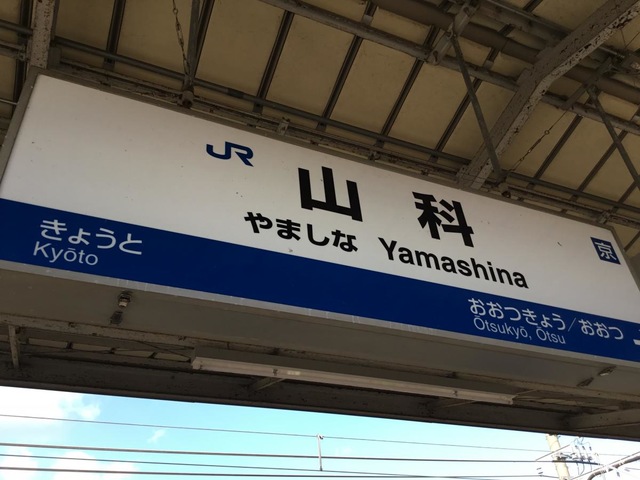 JR
山科
京
やましな Yamashina
きょうと
Kyōto
おおつきょう/おおつ
Ōtsukyō, Ōtsu